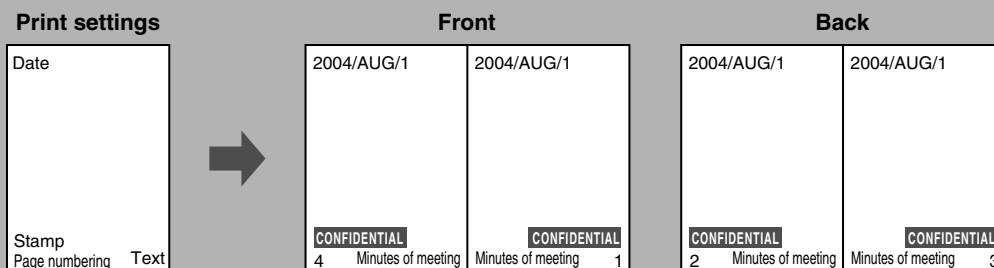 Print settings
Front
Back
Date
Stamp
Page numbering Text
2004/AUG/1
CONFIDENTIAL
4 Minutes of meeting
2004/AUG/1
CONFIDENTIAL
Minutes of meeting 1
2004/AUG/1
CONFIDENTIAL
2 Minutes of meeting
2004/AUG/1
CONFIDENTIAL
Minutes of meeting 3